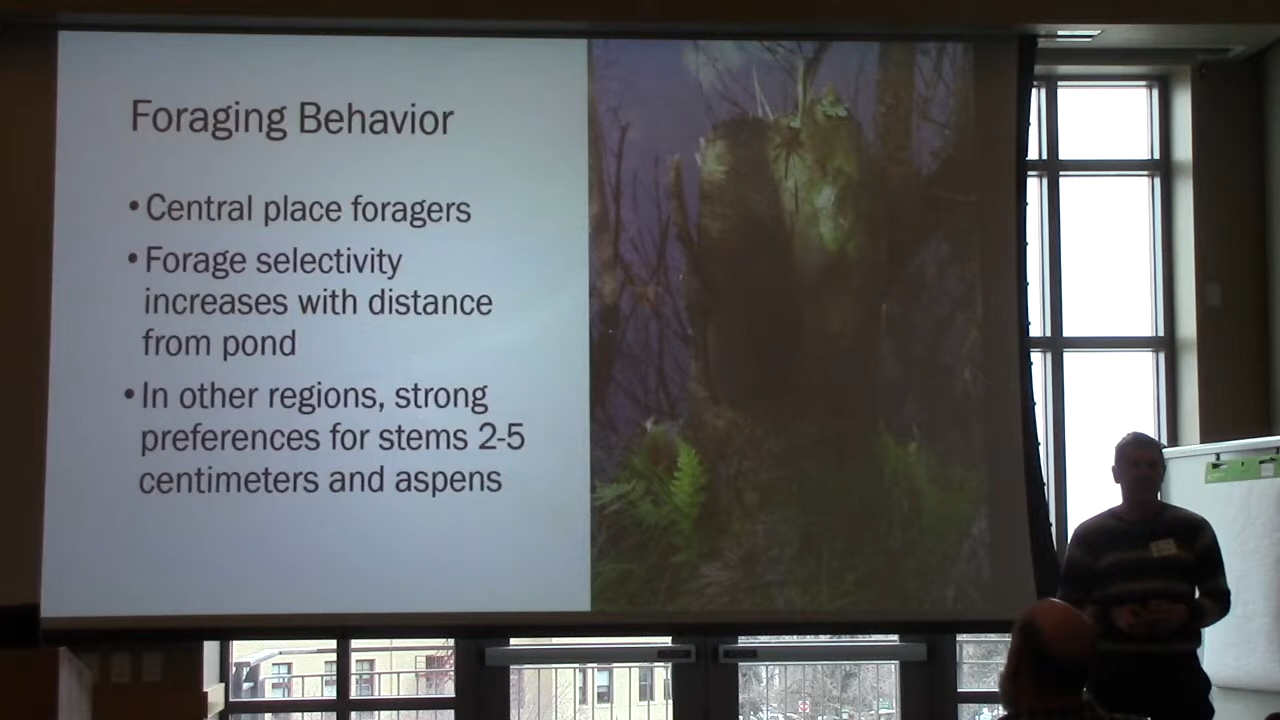 Foraging Behavior
•Central place foragers
•Forage selectivity
increases with distance
from pond
•In other regions, strong
preferences for stems 2-5
centimeters and aspens